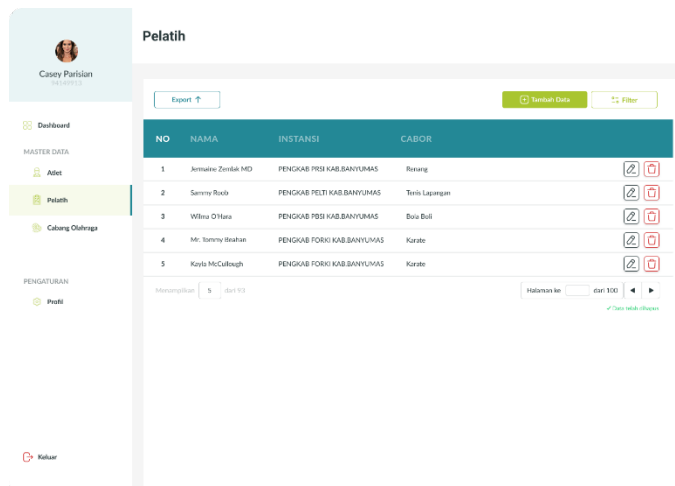 Pelatih
Casey Parisian
Export ↑
Tambah Data
Filter
Dashboard
MASTER DATA
Atlet
Pelatih
Cabang Olahraga
PENGATURAN
Profil
Keluar
NO NAMA INSTANSI CABOR
1 Jermaine Zemlak MD PENGKAB PRSI KAB.BANYUMAS Renang
2 Sammy Roob PENGKAB PELTI KAB.BANYUMAS Tenis Lapangan
3 Wilma O'Hara PENGKAB PBSI KAB.BANYUMAS Bola Boli
4 Mr. Tommy Beahan PENGKAB FORKI KAB.BANYUMAS Karate
5 Kayla McCullough PENGKAB FORKI KAB.BANYUMAS Karate
Menampilkan 5 dari 93
Halaman ke dari 100
✓ Data telah dihapus